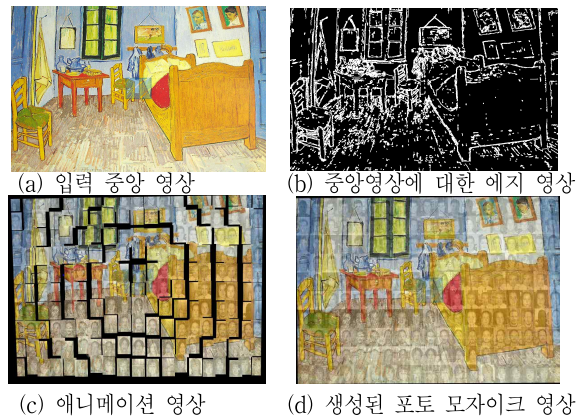 (a) 입력 중앙 영상
(b) 중앙영상에 대한 에지 영상
(c) 애니메이션 영상
(d) 생성된 포토 모자이크 영상